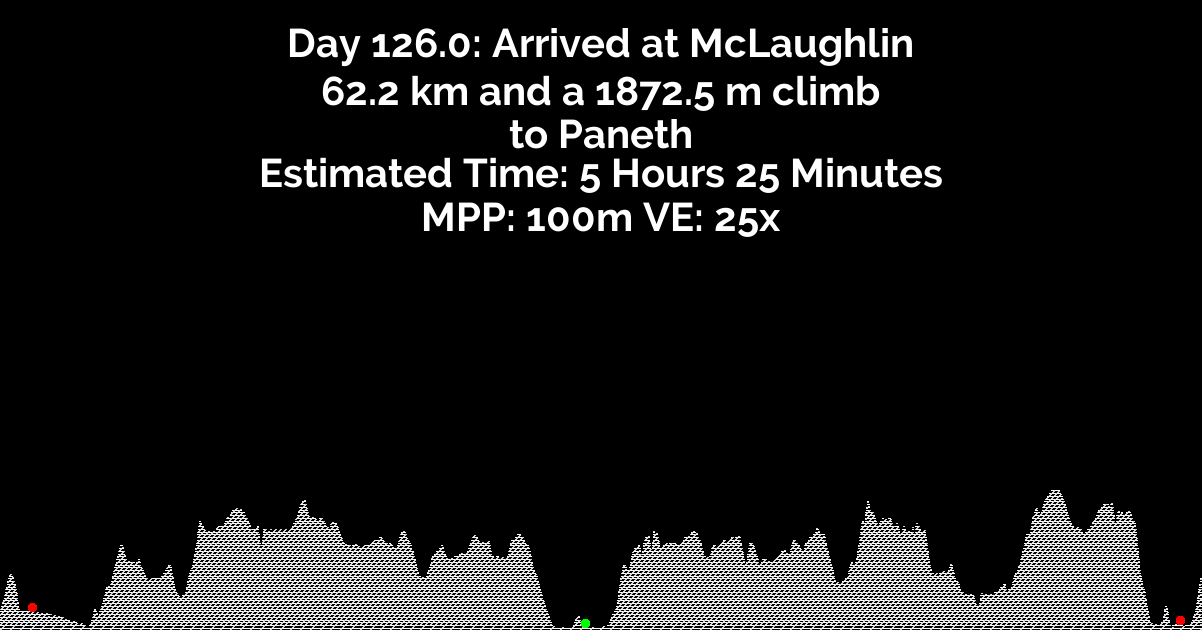 Day 126.0: Arrived at McLaughlin
62.2 km and a 1872.5 m climb
to Paneth
Estimated Time: 5 Hours 25 Minutes
MPP: 100m VE: 25x